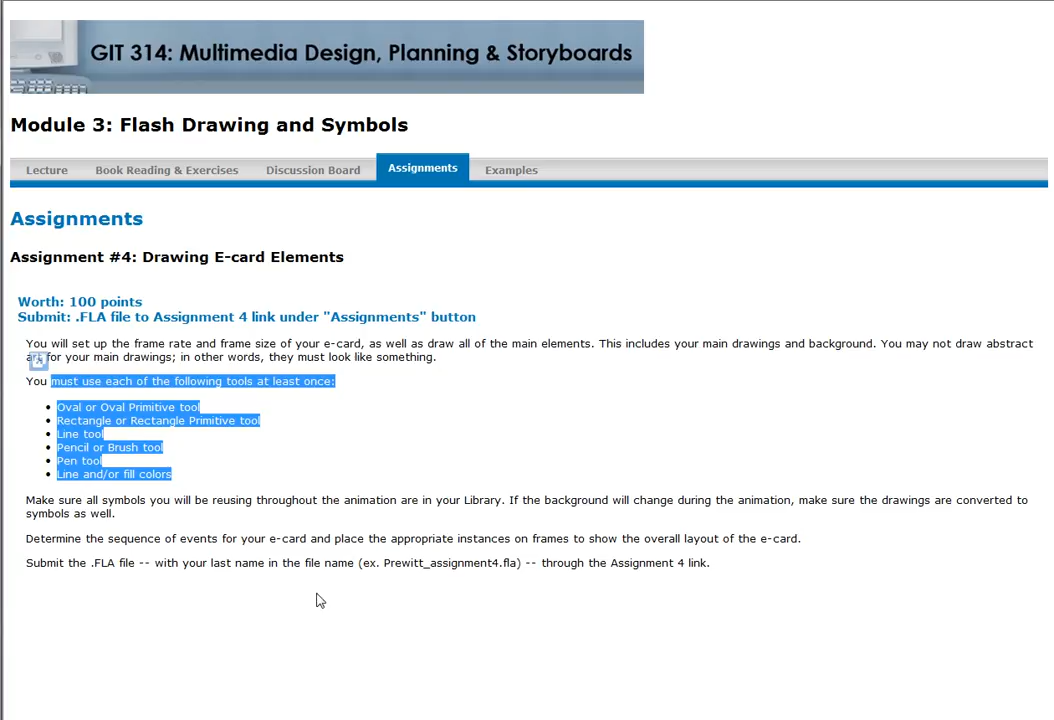 GIT 314: Multimedia Design, Planning & Storyboards
Module 3: Flash Drawing and Symbols
Lecture Book Reading & Exercises Discussion Board Assignments Examples
Assignments
Assignment #4: Drawing E-card Elements
Worth: 100 points
Submit: .FLA file to Assignment 4 link under "Assignments" button
You will set up the frame rate and frame size of your e-card, as well as draw all of the main elements. This includes your main drawings and background. You may not draw abstract
for your main drawings; in other words, they must look like something.
You must use each of the following tools at least once:
• Oval or Oval Primitive tool
• Rectangle or Rectangle Primitive tool
• Line tool
• Pencil or Brush tool
• Pen tool
• Line and/or fill colors
Make sure all symbols you will be reusing throughout the animation are in your Library. If the background will change during the animation, make sure the drawings are converted to
symbols as well.
Determine the sequence of events for your e-card and place the appropriate instances on frames to show the overall layout of the e-card.
Submit the .FLA file -- with your last name in the file name (ex. Prewitt_assignment4.fla) -- through the Assignment 4 link.